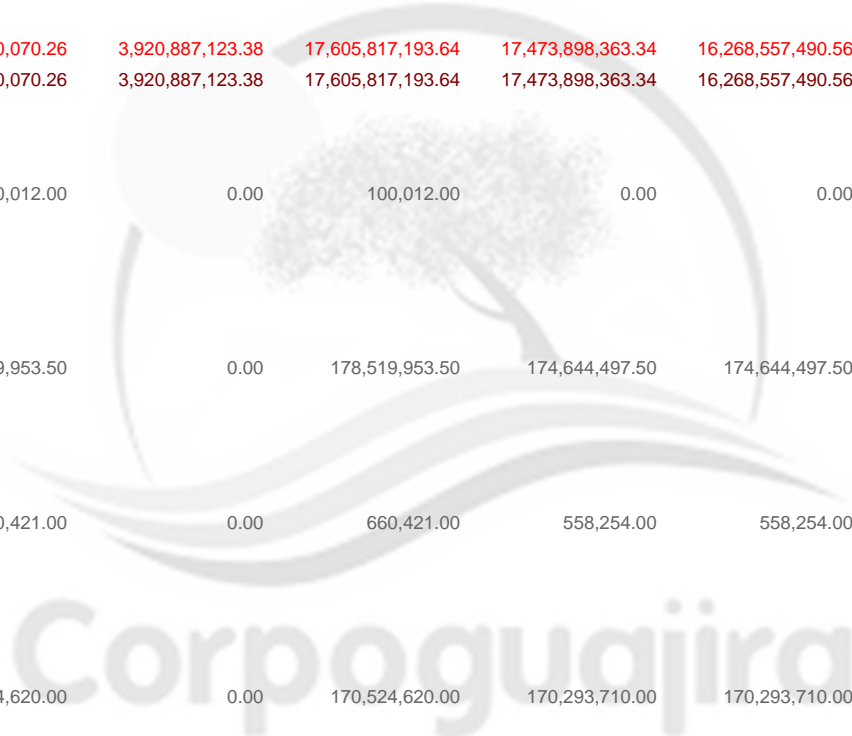 0,070.26 3,920,887,123.38 17,605,817,193.64 17,473,898,363.34 16,268,557,490.56
0,070.26 3,920,887,123.38 17,605,817,193.64 17,473,898,363.34 16,268,557,490.56
0,012.00 0.00 100,012.00 0.00 0.00
9,953.50 0.00 178,519,953.50 174,644,497.50 174,644,497.50
0,421.00 0.00 660,421.00 558,254.00 558,254.00
Corpoguajira
4,620.00 0.00 170,524,620.00 170,293,710.00 170,293,710.00